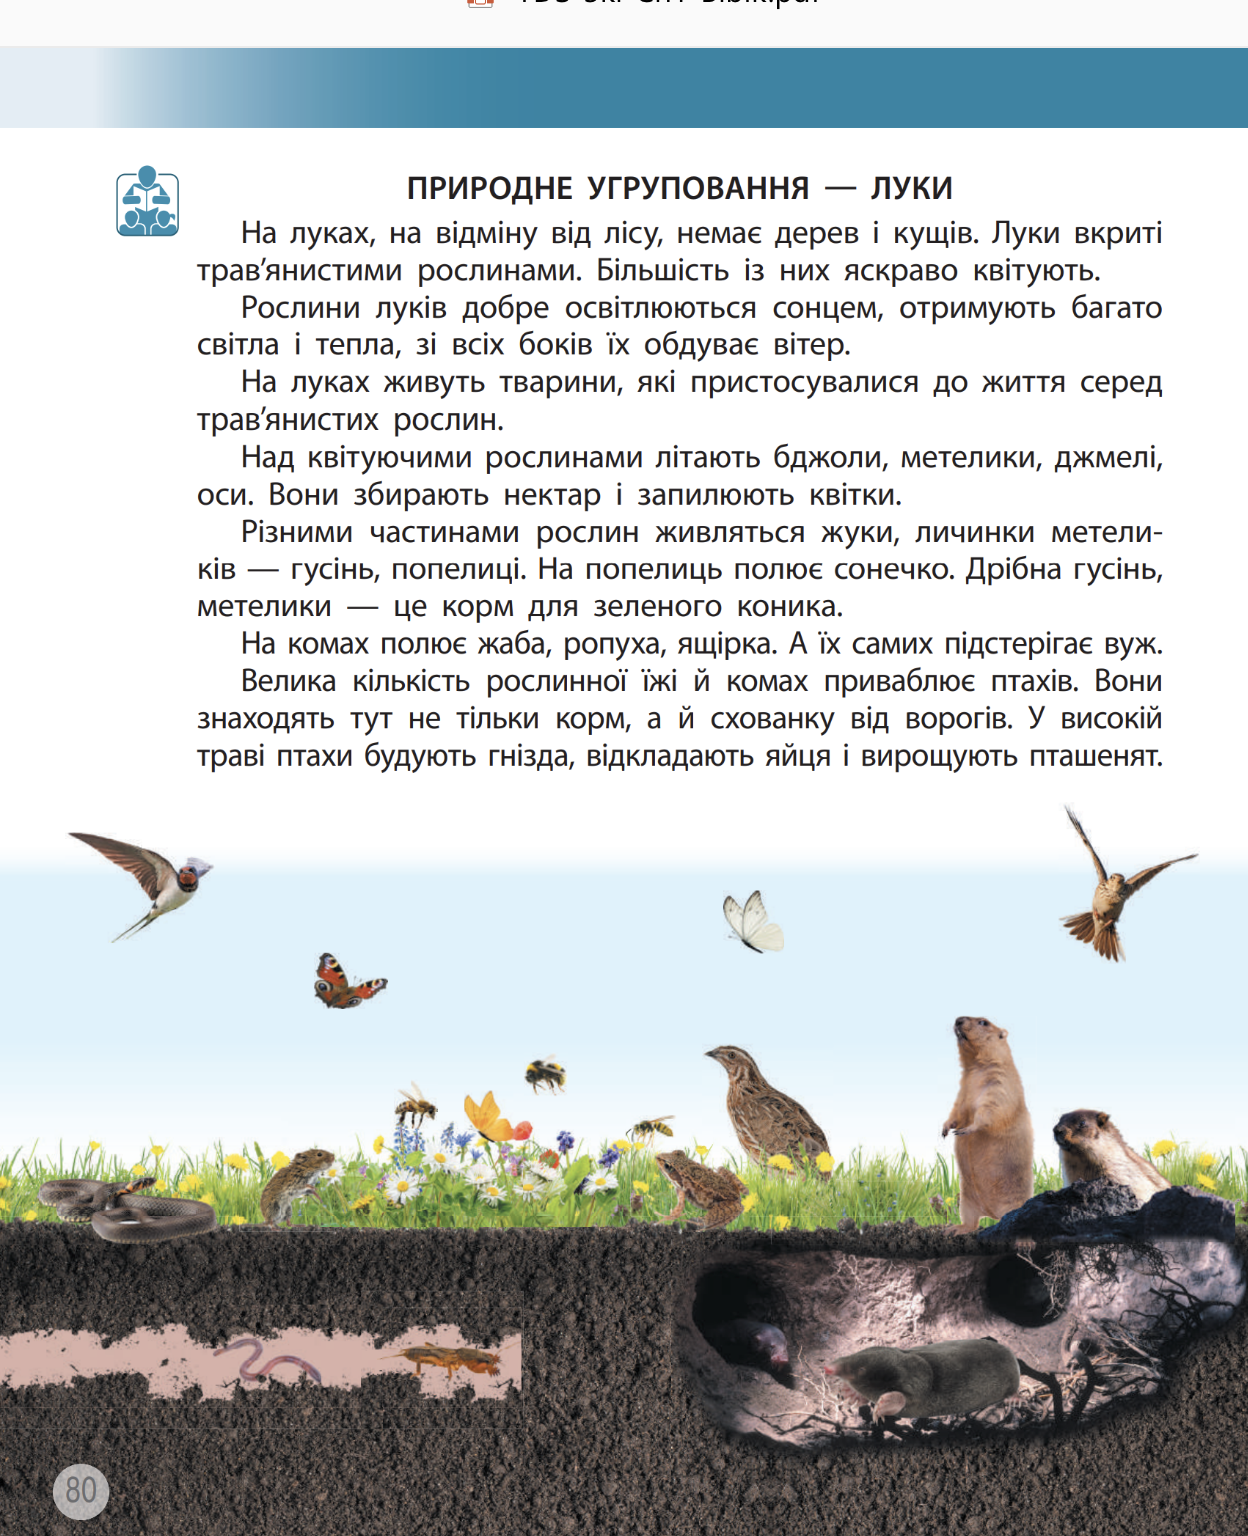 ПРИРОДНЕ УГРУПОВАННЯ — ЛУКИ
На луках, на відміну від лісу, немає дерев і кущів. Луки вкриті
трав’янистими рослинами. Більшість із них яскраво квітують.
Рослини луків добре освітлюються сонцем, отримують багато
світла і тепла, зі всіх боків їх обдуває вітер.
На луках живуть тварини, які пристосувалися до життя серед
трав’янистих рослин.
Над квітуючими рослинами літають бджоли, метелики, джмелі,
оси. Вони збирають нектар і запилюють квітки.
Різними частинами рослин живляться жуки, личинки метели-
ків — гусінь, попелиці. На попелиць полює сонечко. Дрібна гусінь,
метелики — це корм для зеленого коника.
На комах полює жаба, ропуха, ящірка. А їх самих підстерігає вуж.
Велика кількість рослинної їжі й комах приваблює птахів. Вони
знаходять тут не тільки корм, а й схованку від ворогів. У високій
траві птахи будують гнізда, відкладають яйця і вирощують пташенят.
80